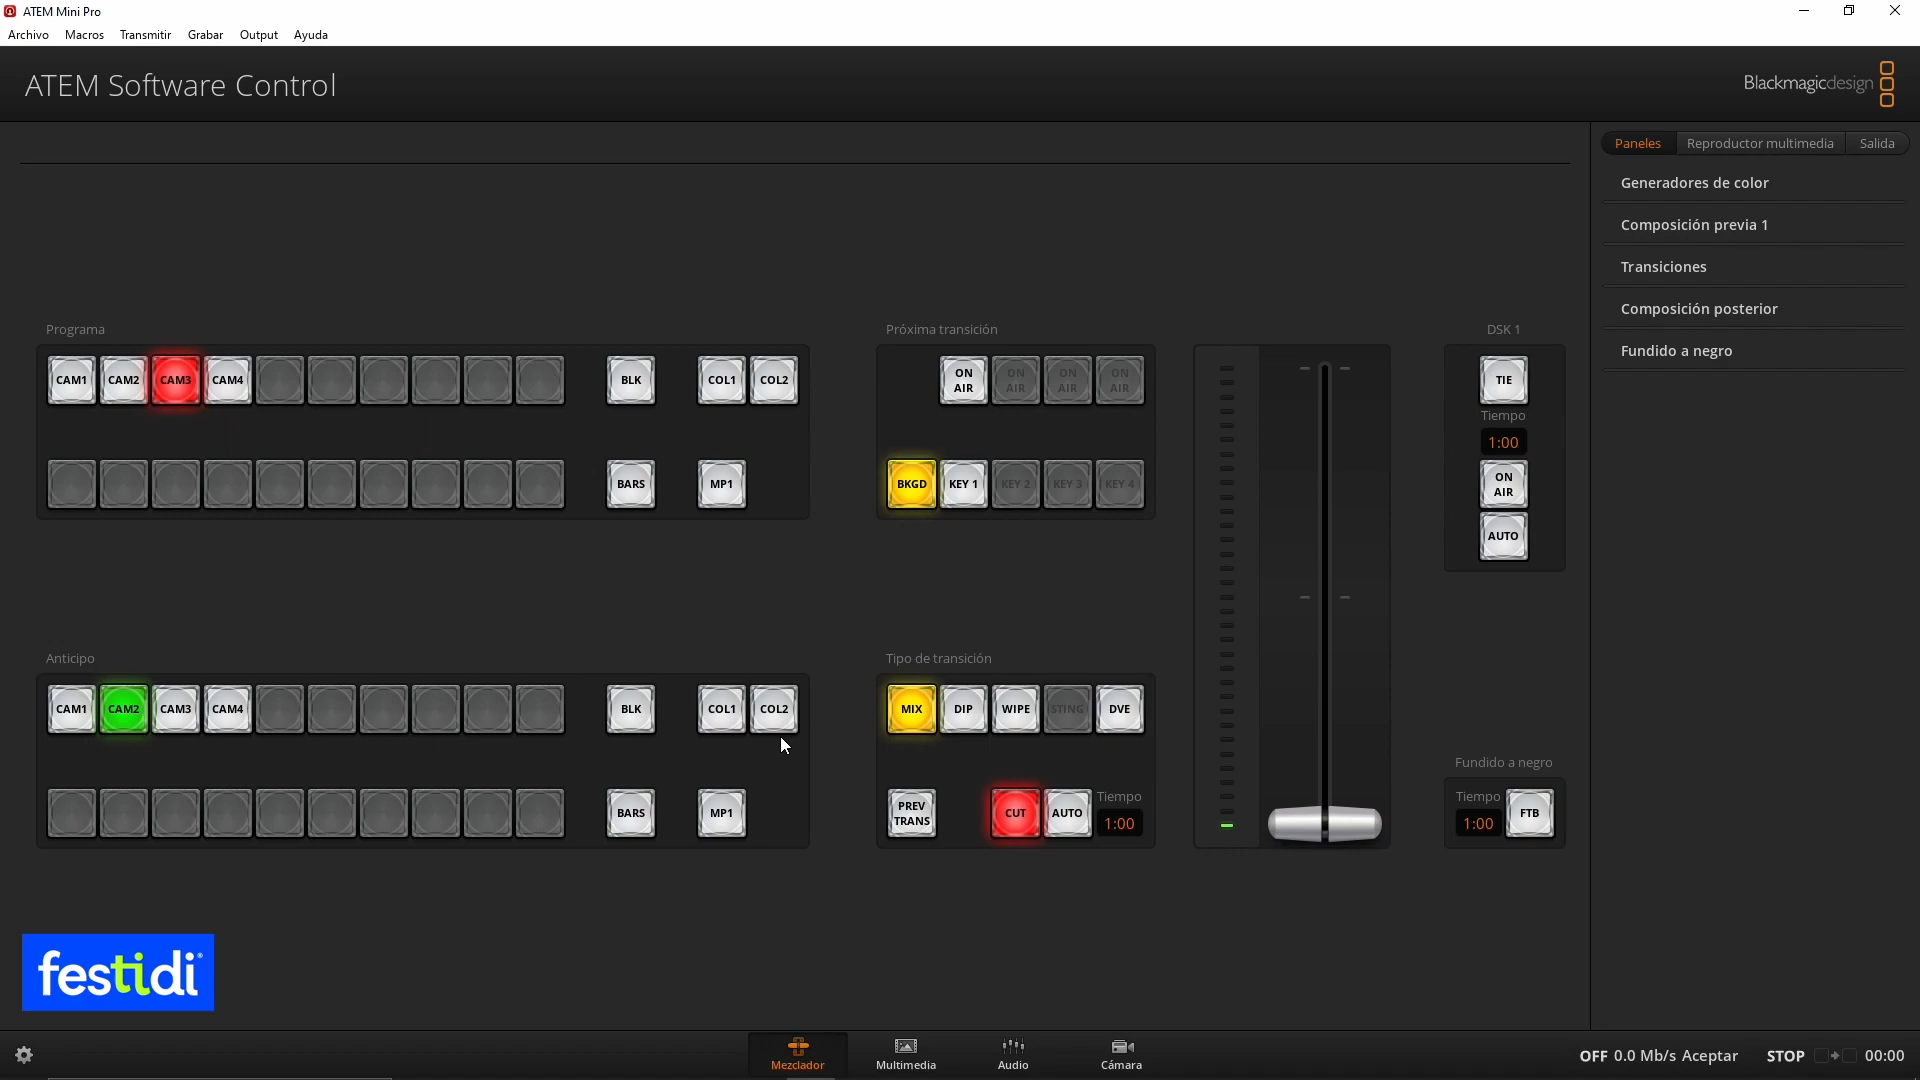 ATEM Mini Pro
Archivo Macros Transmitir Grabar Output Ayuda
ATEM Software Control
Blackmagicdesign
Paneles Reproductor multimedia Salida
Generadores de color
Composición previa 1
Transiciones
Composición posterior
Fundido a negro
Programa
CAM1 CAM2 CAM3 CAM4 BLK COL1 COL2
BARS MP1
Próxima transición
ON AIR ON AIR ON AIR ON AIR
BKGD KEY 1 KEY 2 KEY 3 KEY 4
DSK 1
TIE
Tiempo
1:00
ON AIR
AUTO
Anticipo
CAM1 CAM2 CAM3 CAM4 BLK COL1 COL2
BARS MP1
Tipo de transición
MIX DIP WIPE STING DVE
PREV TRANS CUT AUTO Tiempo
1:00
Fundido a negro
Tiempo FTB
1:00
festidi®
Mezclador Multimedia Audio Cámara
OFF 0.0 Mb/s Aceptar STOP 00:00